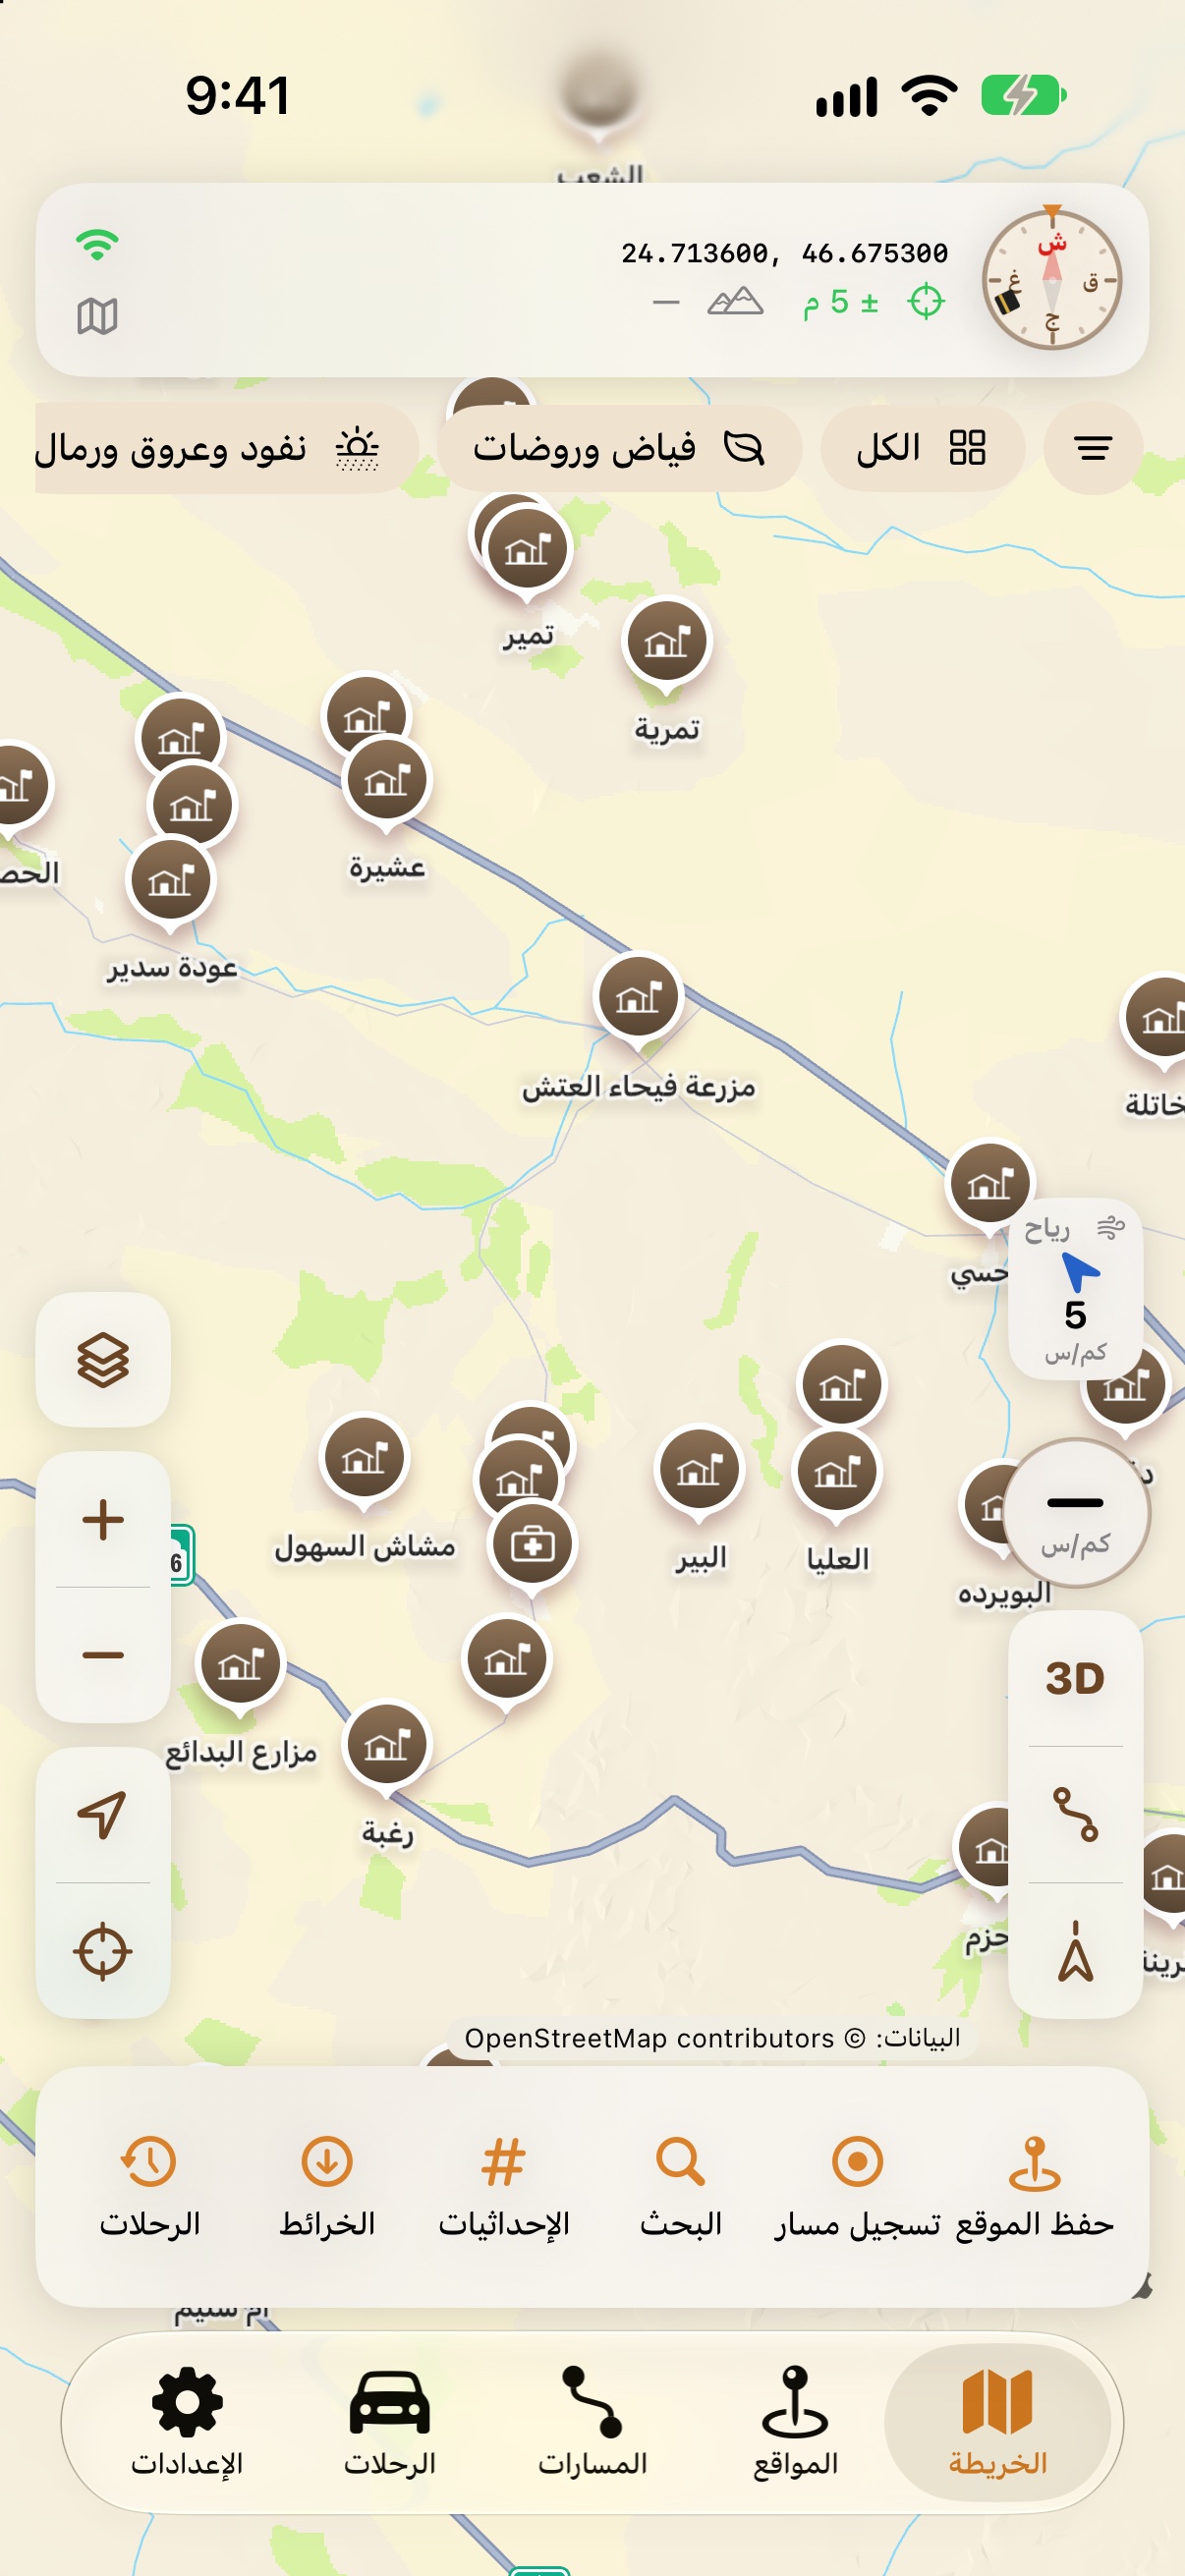 9:41
الشعب
24.713600, 46.675300
± 5 م
—
ش
ق
غ
ج
الكل
فياض وروضات
نفود وعروق ورمال
تمير
تمرية
عشيرة
عودة سدير
مزرعة فيحاء العتش
رياح
5
كم/س
مشاش السهول
البير
العليا
—
كم/س
البويرده
6
3D
مزارع البدائع
رغبة
البيانات: © OpenStreetMap contributors
حفظ الموقع
تسجيل مسار
البحث
الإحداثيات
الخرائط
الرحلات
الخريطة
المواقع
المسارات
الرحلات
الإعدادات